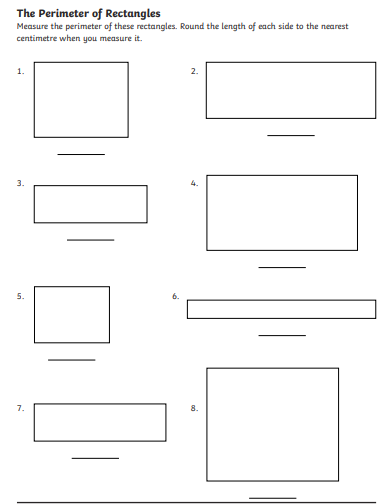 The Perimeter of Rectangles
Measure the perimeter of these rectangles. Round the length of each side to the nearest
centimetre when you measure it.
1.
2.
3.
4.
5.
6.
7.
8.